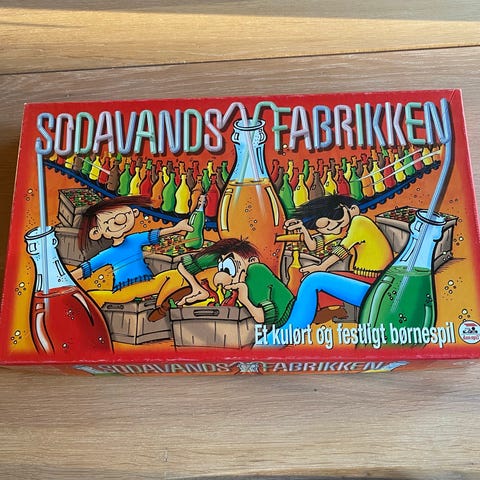 SODAVANDS FABRIKKEN
Et kulørt og festligt børnespil
SODAVANDS FABRIKKEN